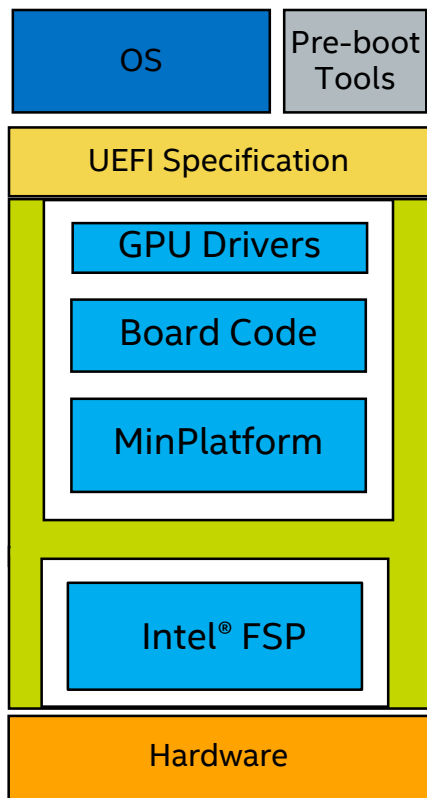 OS
Pre-boot
Tools
UEFI Specification
GPU Drivers
Board Code
MinPlatform
Intel® FSP
Hardware